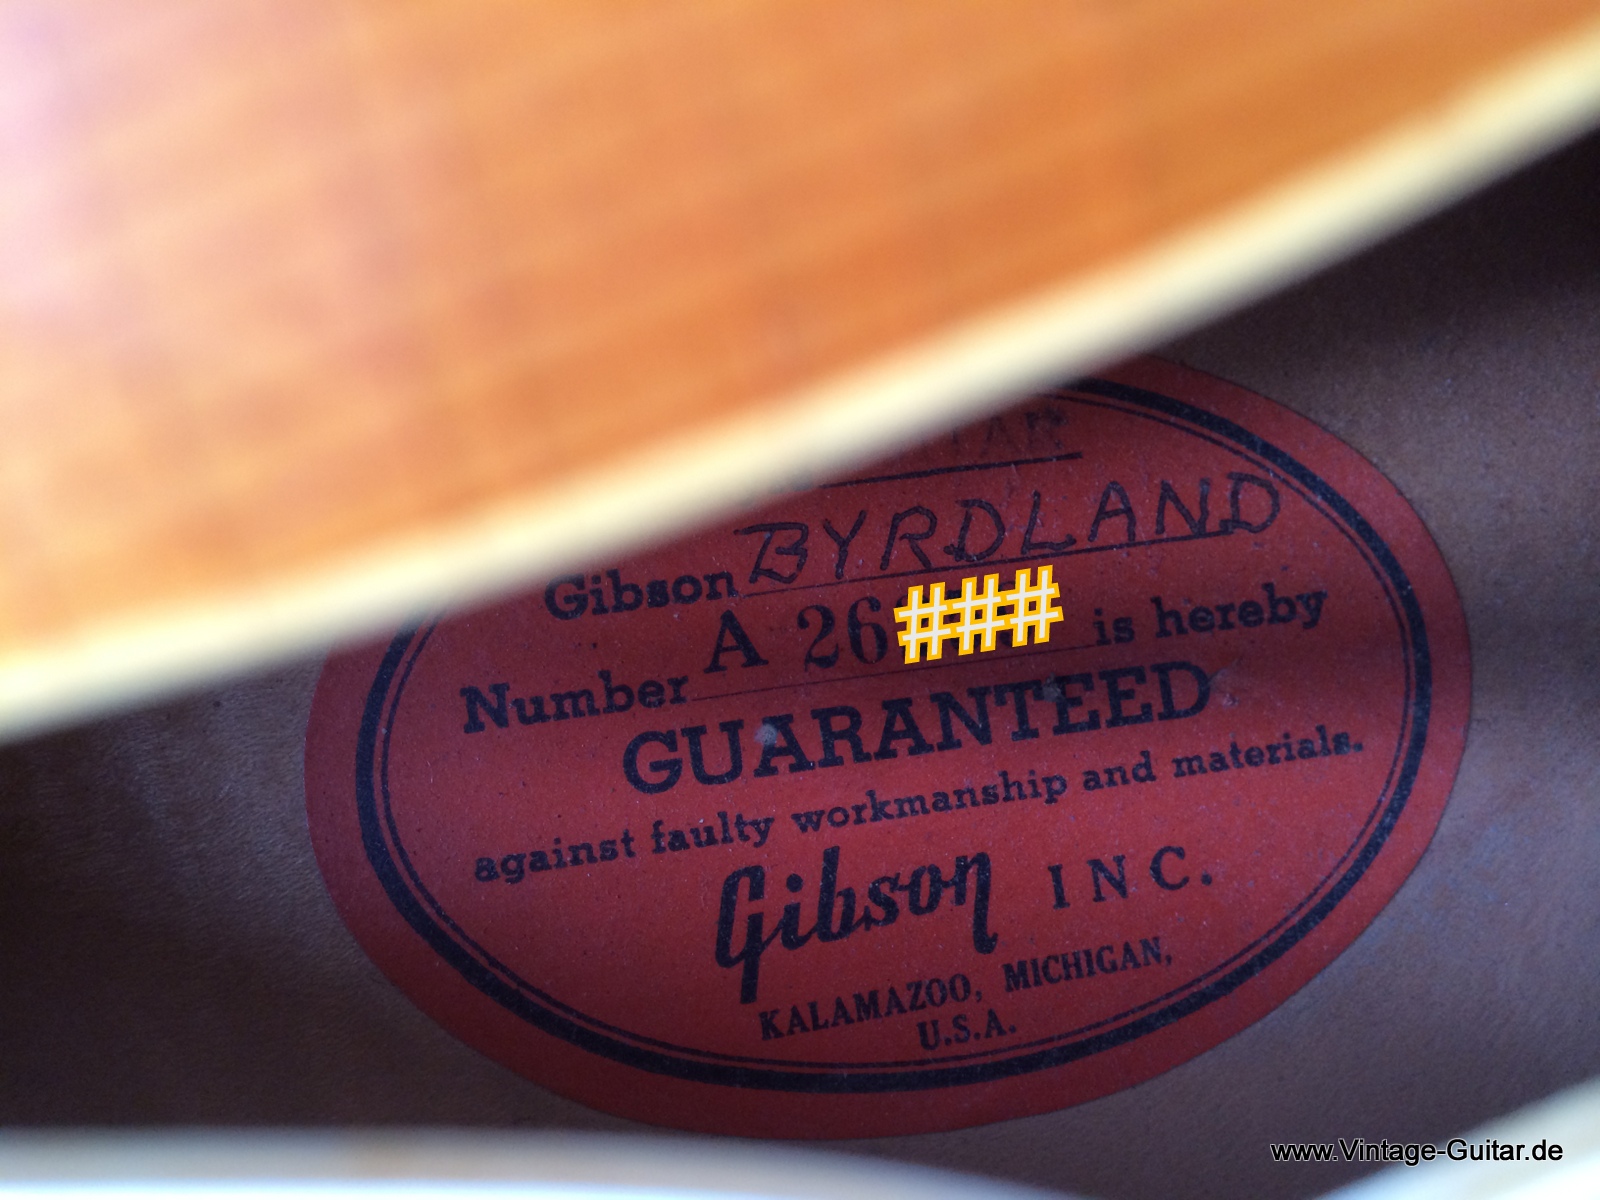 Gibson BYRDLAND
Number A 26### is hereby
GUARANTEED
against faulty workmanship and materials.
Gibson INC.
KALAMAZOO, MICHIGAN,
U.S.A.
www.Vintage-Guitar.de